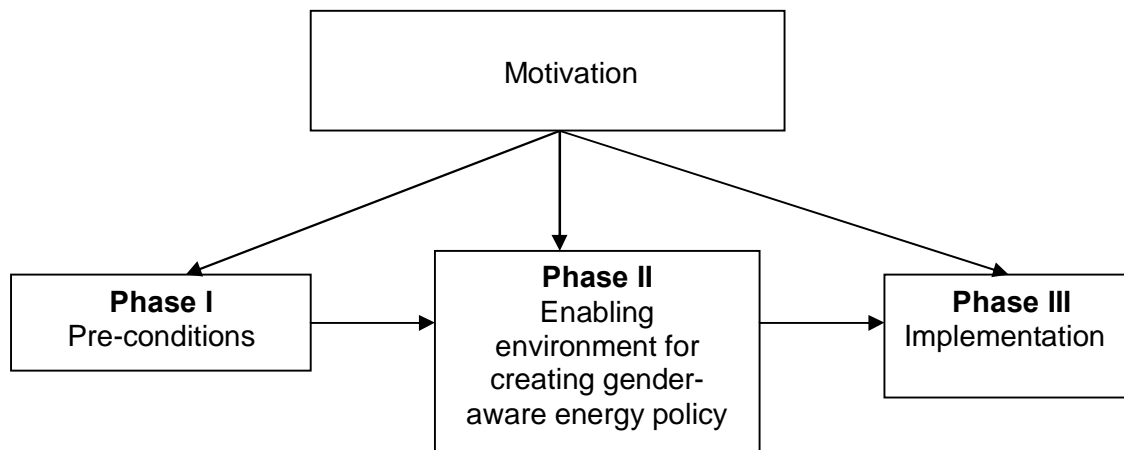 Motivation
Phase I
Pre-conditions
Phase II
Enabling
environment for
creating gender-
aware energy policy
Phase III
Implementation